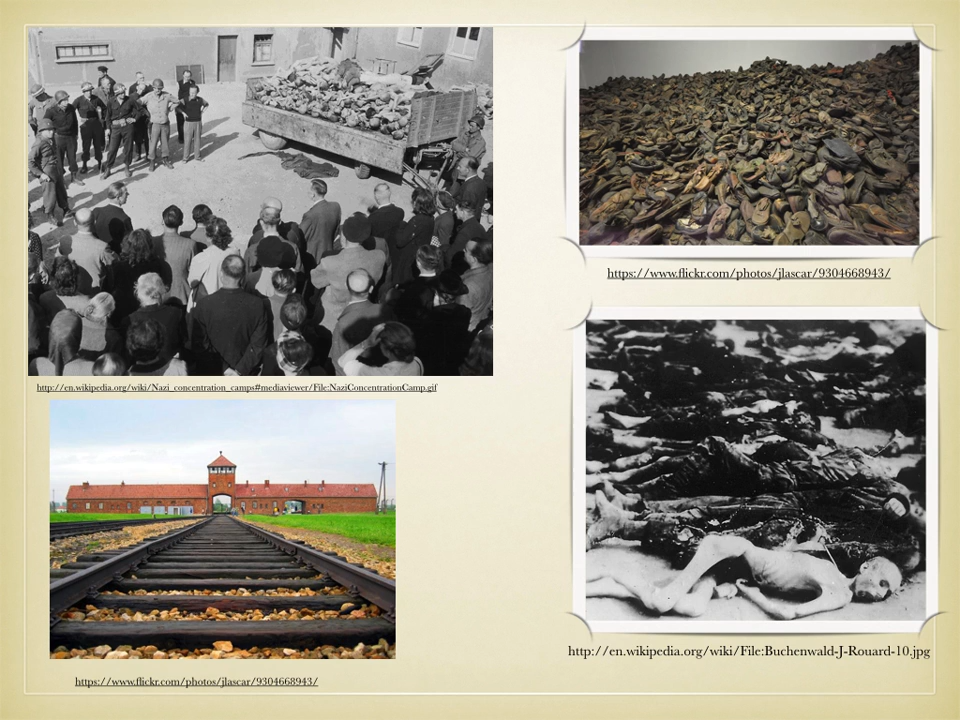 http://en.wikipedia.org/wiki/Nazi_concentration_camps#mediaviewer/File:NaziConcentrationCamp.gif
https://www.flickr.com/photos/jlascar/9304668943/
https://www.flickr.com/photos/jlascar/9304668943/
http://en.wikipedia.org/wiki/File:Buchenwald-J-Rouard-10.jpg